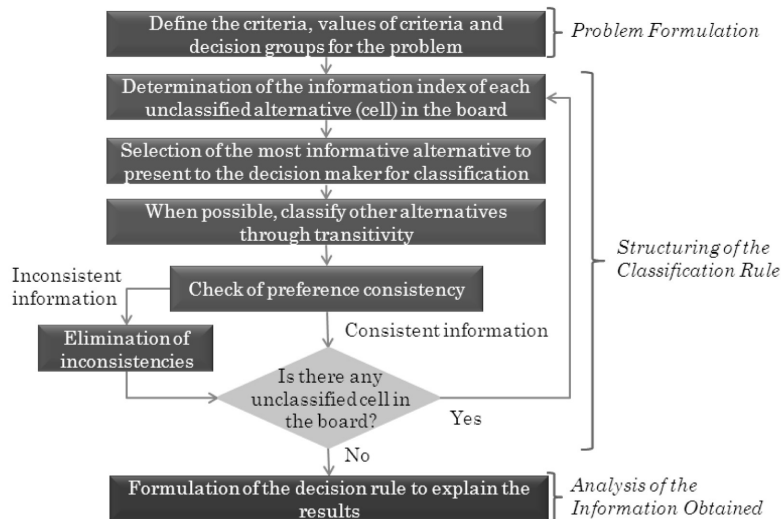 Define the criteria, values of criteria and
decision groups for the problem
Problem Formulation
Determination of the information index of each
unclassified alternative (cell) in the board
Selection of the most informative alternative to
present to the decision maker for classification
When possible, classify other alternatives
through transitivity
Structuring of the
Classification Rule
Inconsistent
information
Check of preference consistency
Elimination of
inconsistencies
Consistent information
Is there any
unclassified cell in
the board?
Yes
No
Formulation of the decision rule to explain the
results
Analysis of the
Information Obtained